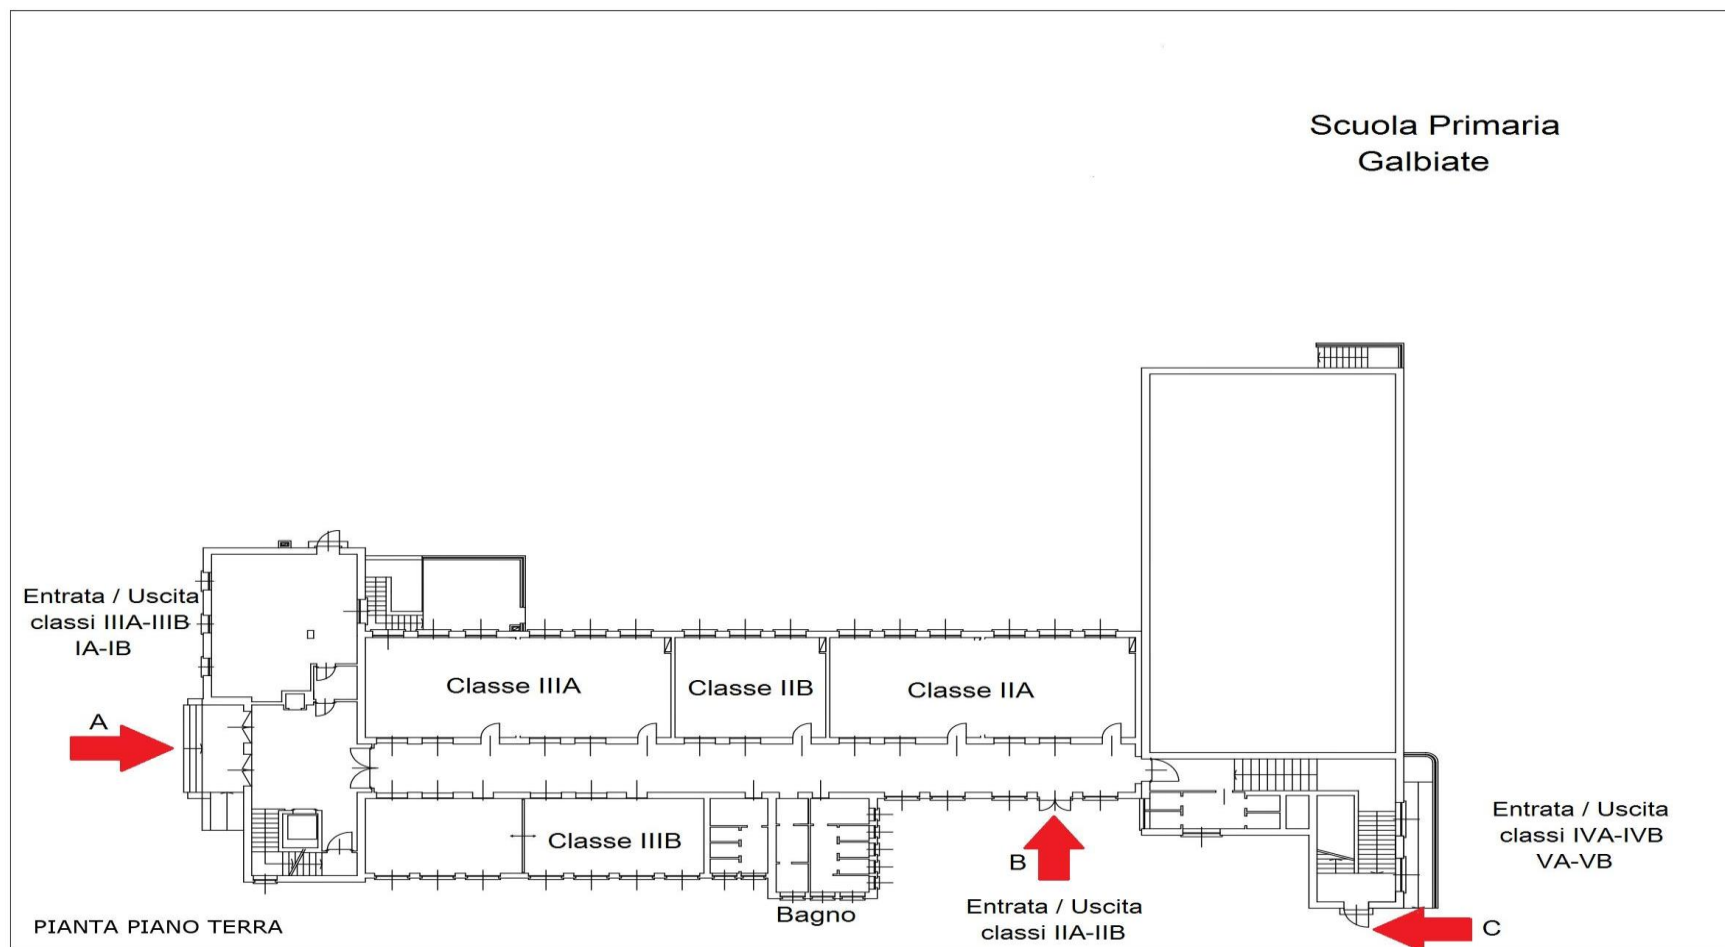 Scuola Primaria
Galbiate
Entrata / Uscita
classi IIIA-IIIB
IA-IB
A
Classe IIIA
Classe IIB
Classe IIA
Classe IIIB
Bagno
B
Entrata / Uscita
classi IIA-IIB
Entrata / Uscita
classi IVA-IVB
VA-VB
C
PIANTA PIANO TERRA